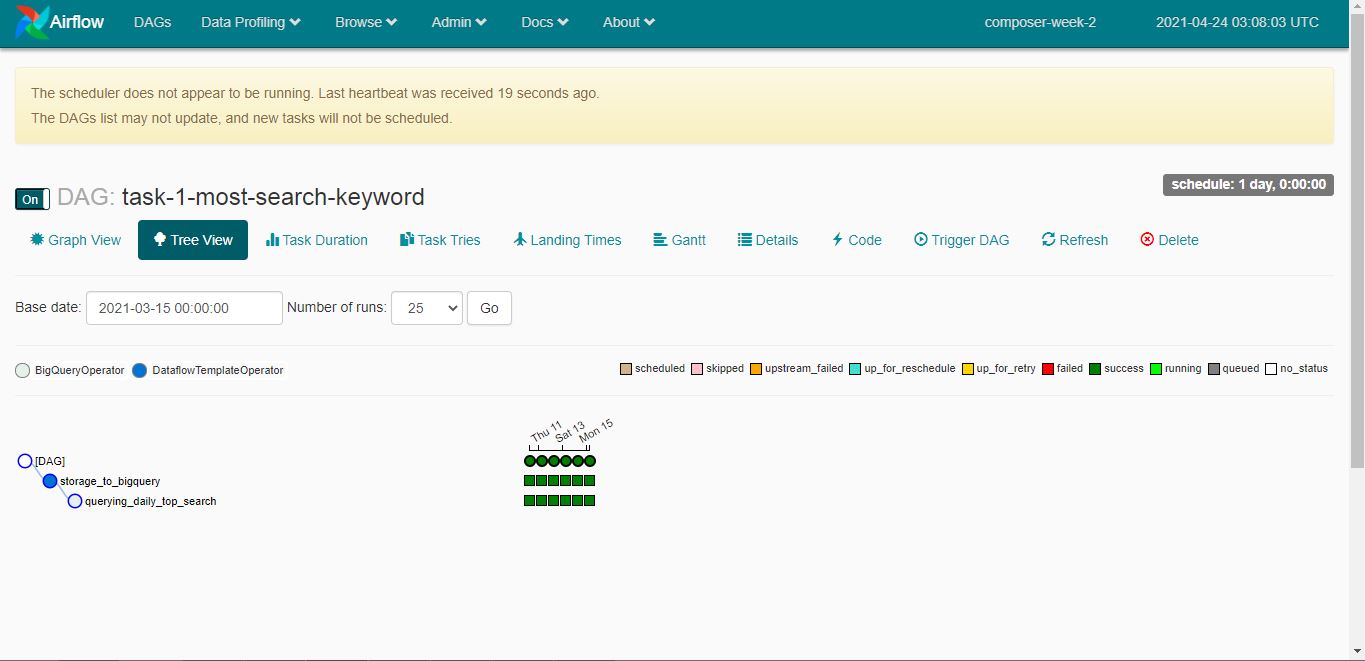 Airflow DAGs Data Profiling Browse Admin Docs About composer-week-2 2021-04-24 03:08:03 UTC
The scheduler does not appear to be running. Last heartbeat was received 19 seconds ago.
The DAGs list may not update, and new tasks will not be scheduled.
schedule: 1 day, 0:00:00
On DAG: task-1-most-search-keyword
Graph View Tree View Task Duration Task Tries Landing Times Gantt Details Code Trigger DAG Refresh Delete
Base date: 2021-03-15 00:00:00 Number of runs: 25 Go
BigQueryOperator DataflowTemplateOperator scheduled skipped upstream_failed up_for_reschedule up_for_retry failed success running queued no_status
Thu 11 Sat 13 Mon 15
[DAG]
storage_to_bigquery
querying_daily_top_search